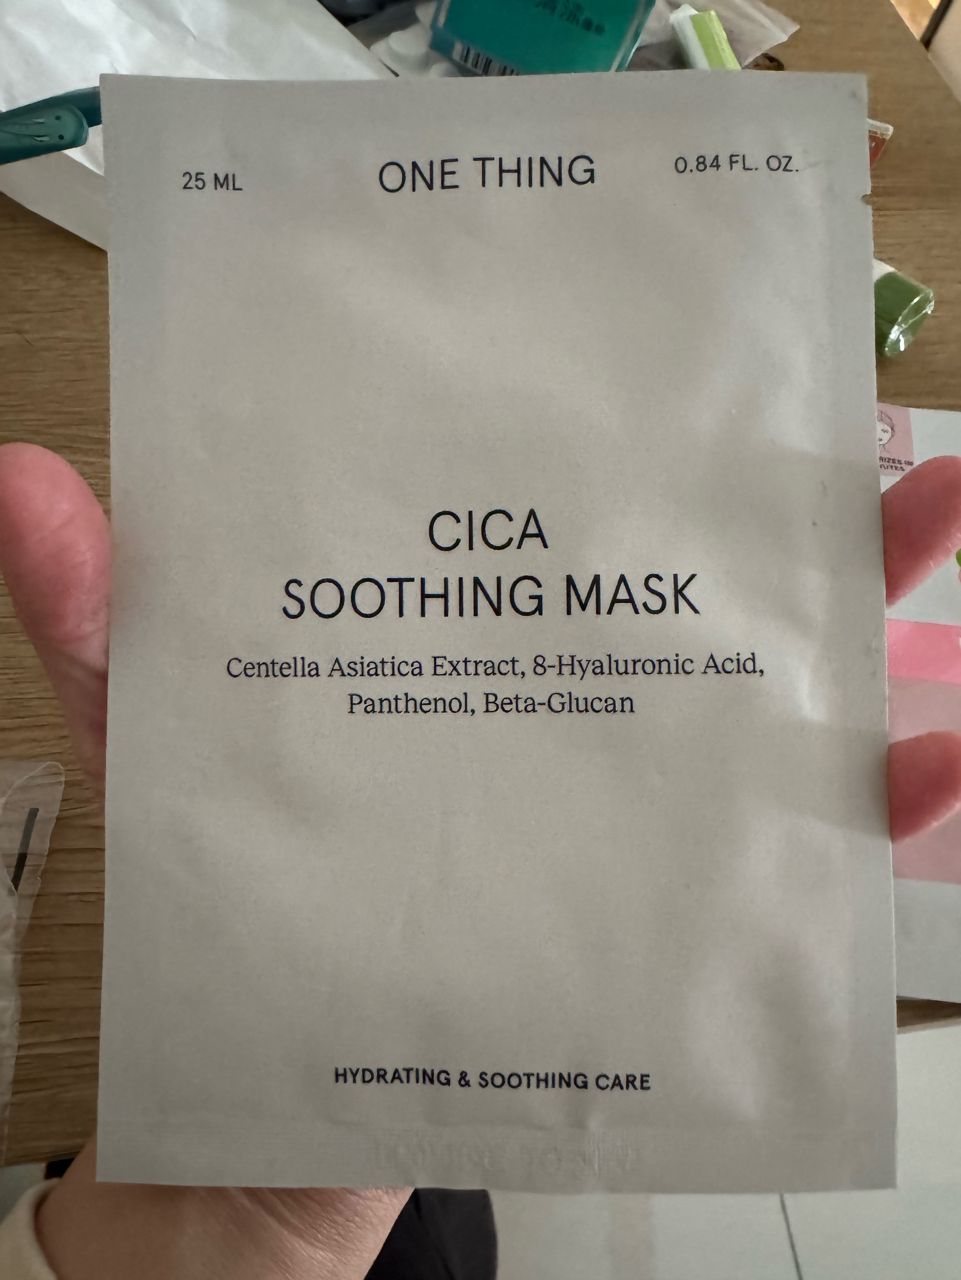 25 ML
ONE THING
0.84 FL. OZ.
CICA
SOOTHING MASK
Centella Asiatica Extract, 8-Hyaluronic Acid,
Panthenol, Beta-Glucan
HYDRATING & SOOTHING CARE